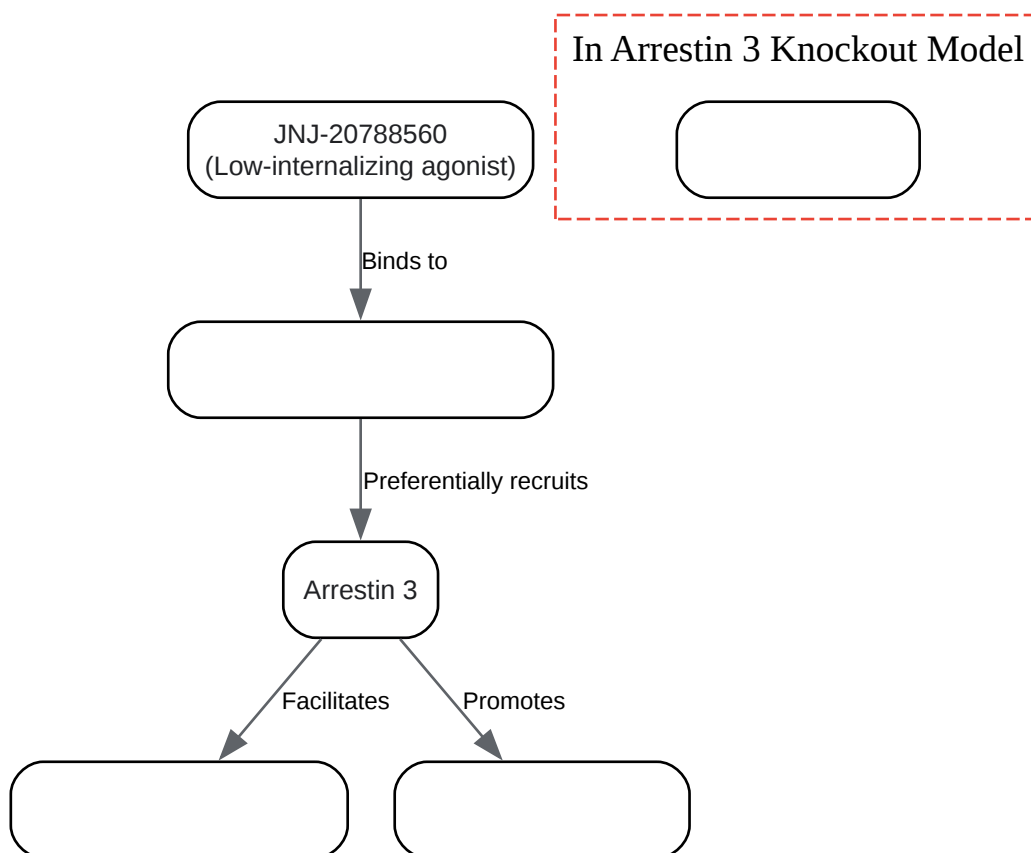 In Arrestin 3 Knockout Model
JNJ-20788560
(Low-internalizing agonist)
Binds to
Preferentially recruits
Arrestin 3
Facilitates
Promotes